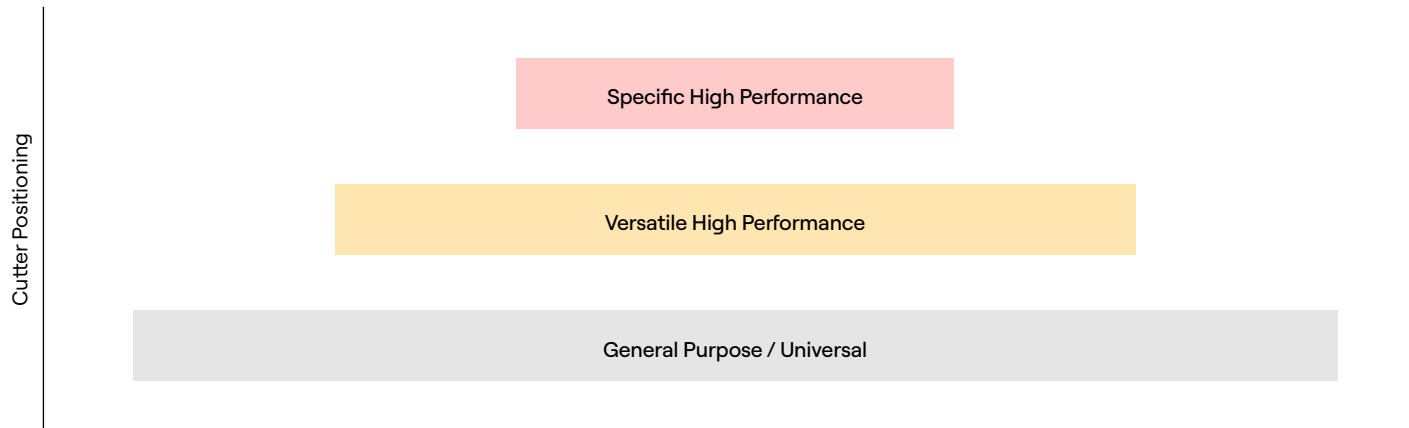 Cutter Positioning
Specific High Performance
Versatile High Performance
General Purpose / Universal